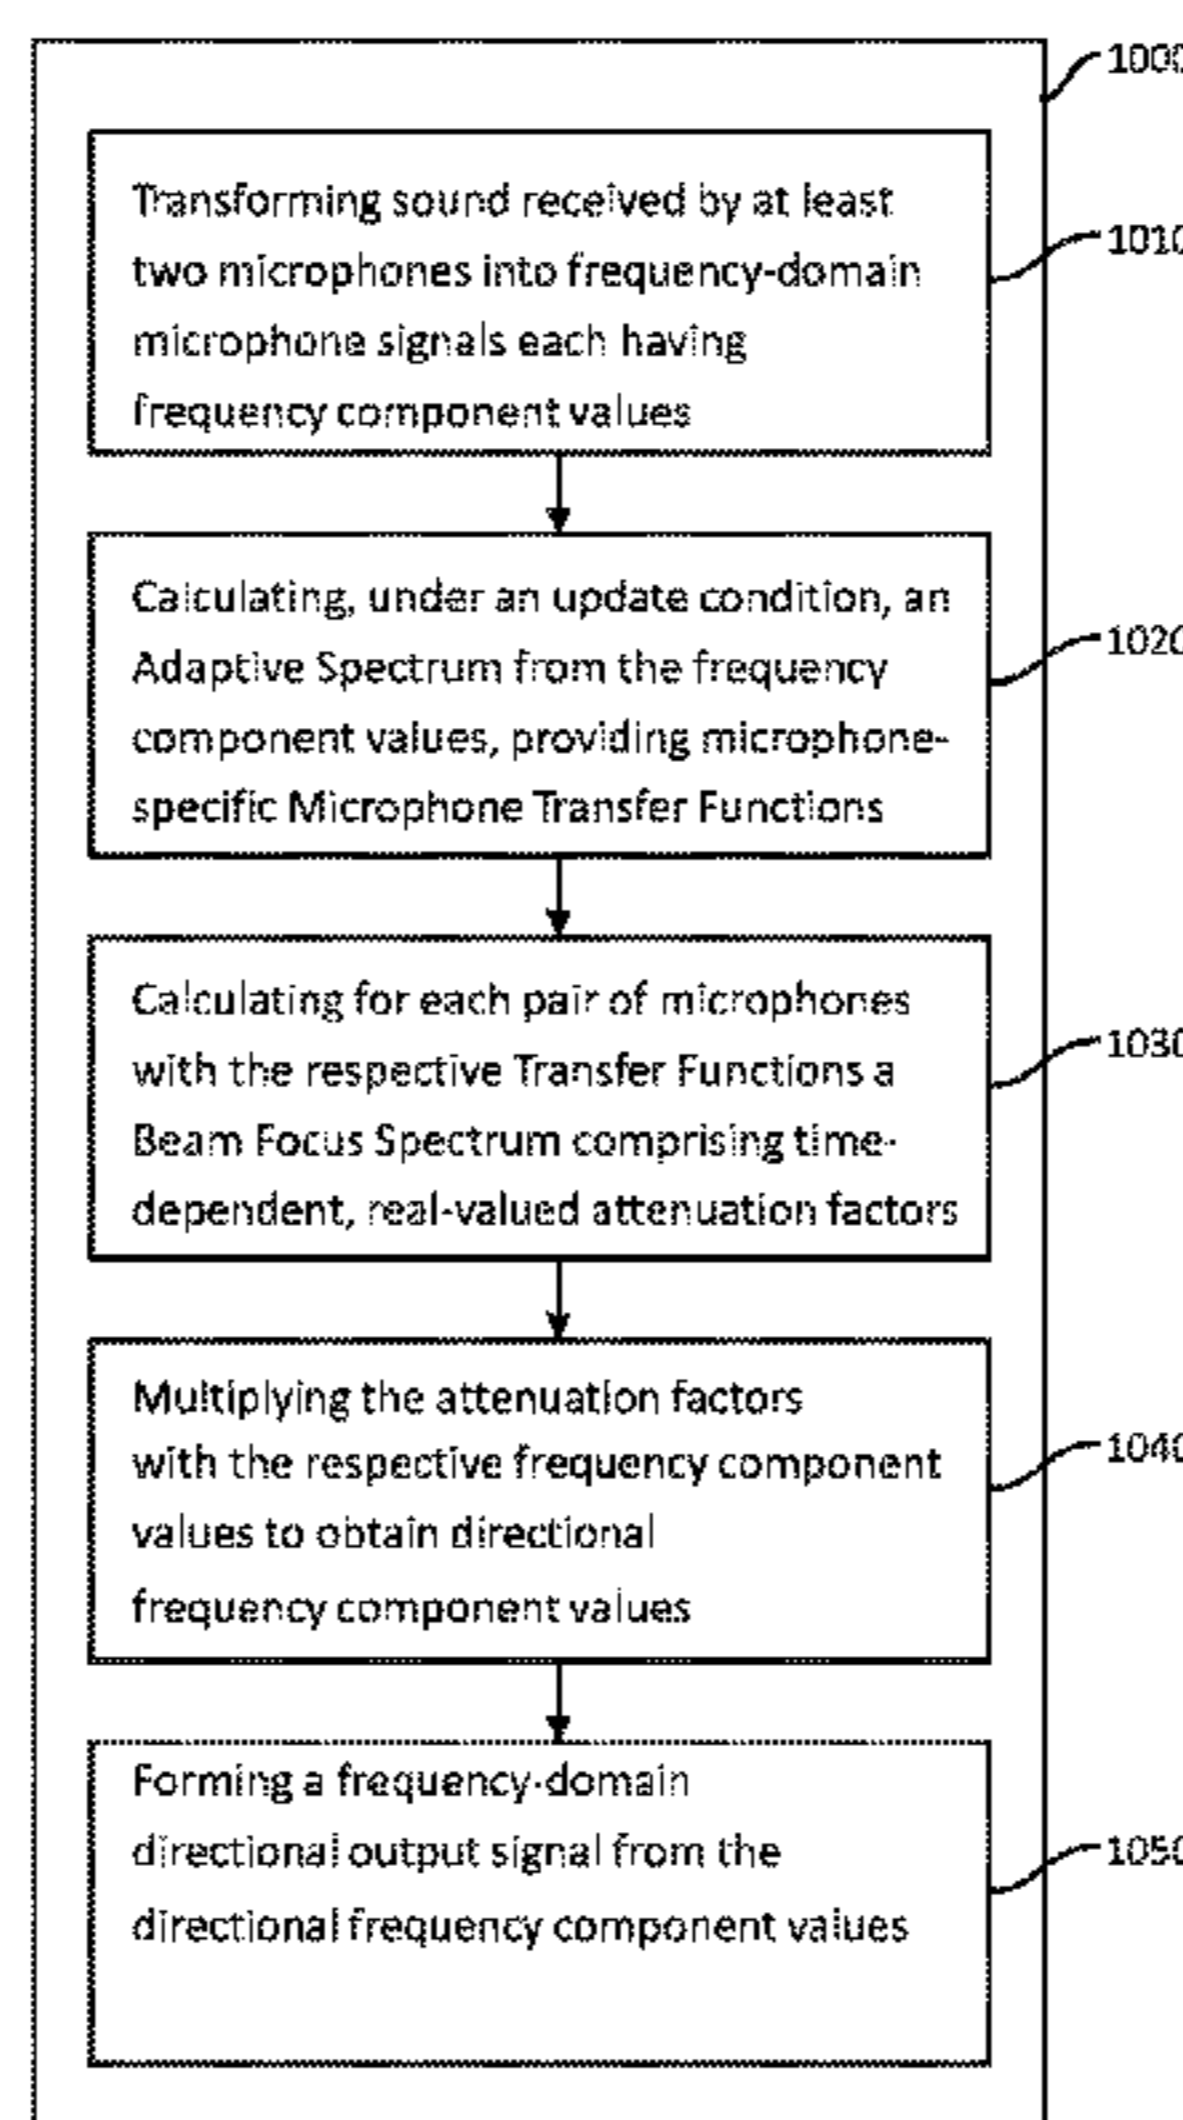 1000
Transforming sound received by at least
two microphones into frequency-domain
microphone signals each having
frequency component values
1010
Calculating, under an update condition, an
Adaptive Spectrum from the frequency
component values, providing microphone-
specific Microphone Transfer Functions
1020
Calculating for each pair of microphones
with the respective Transfer Functions a
Beam Focus Spectrum comprising time-
dependent, real-valued attenuation factors
1030
Multiplying the attenuation factors
with the respective frequency component
values to obtain directional
frequency component values
1040
Forming a frequency-domain
directional output signal from the
directional frequency component values
1050